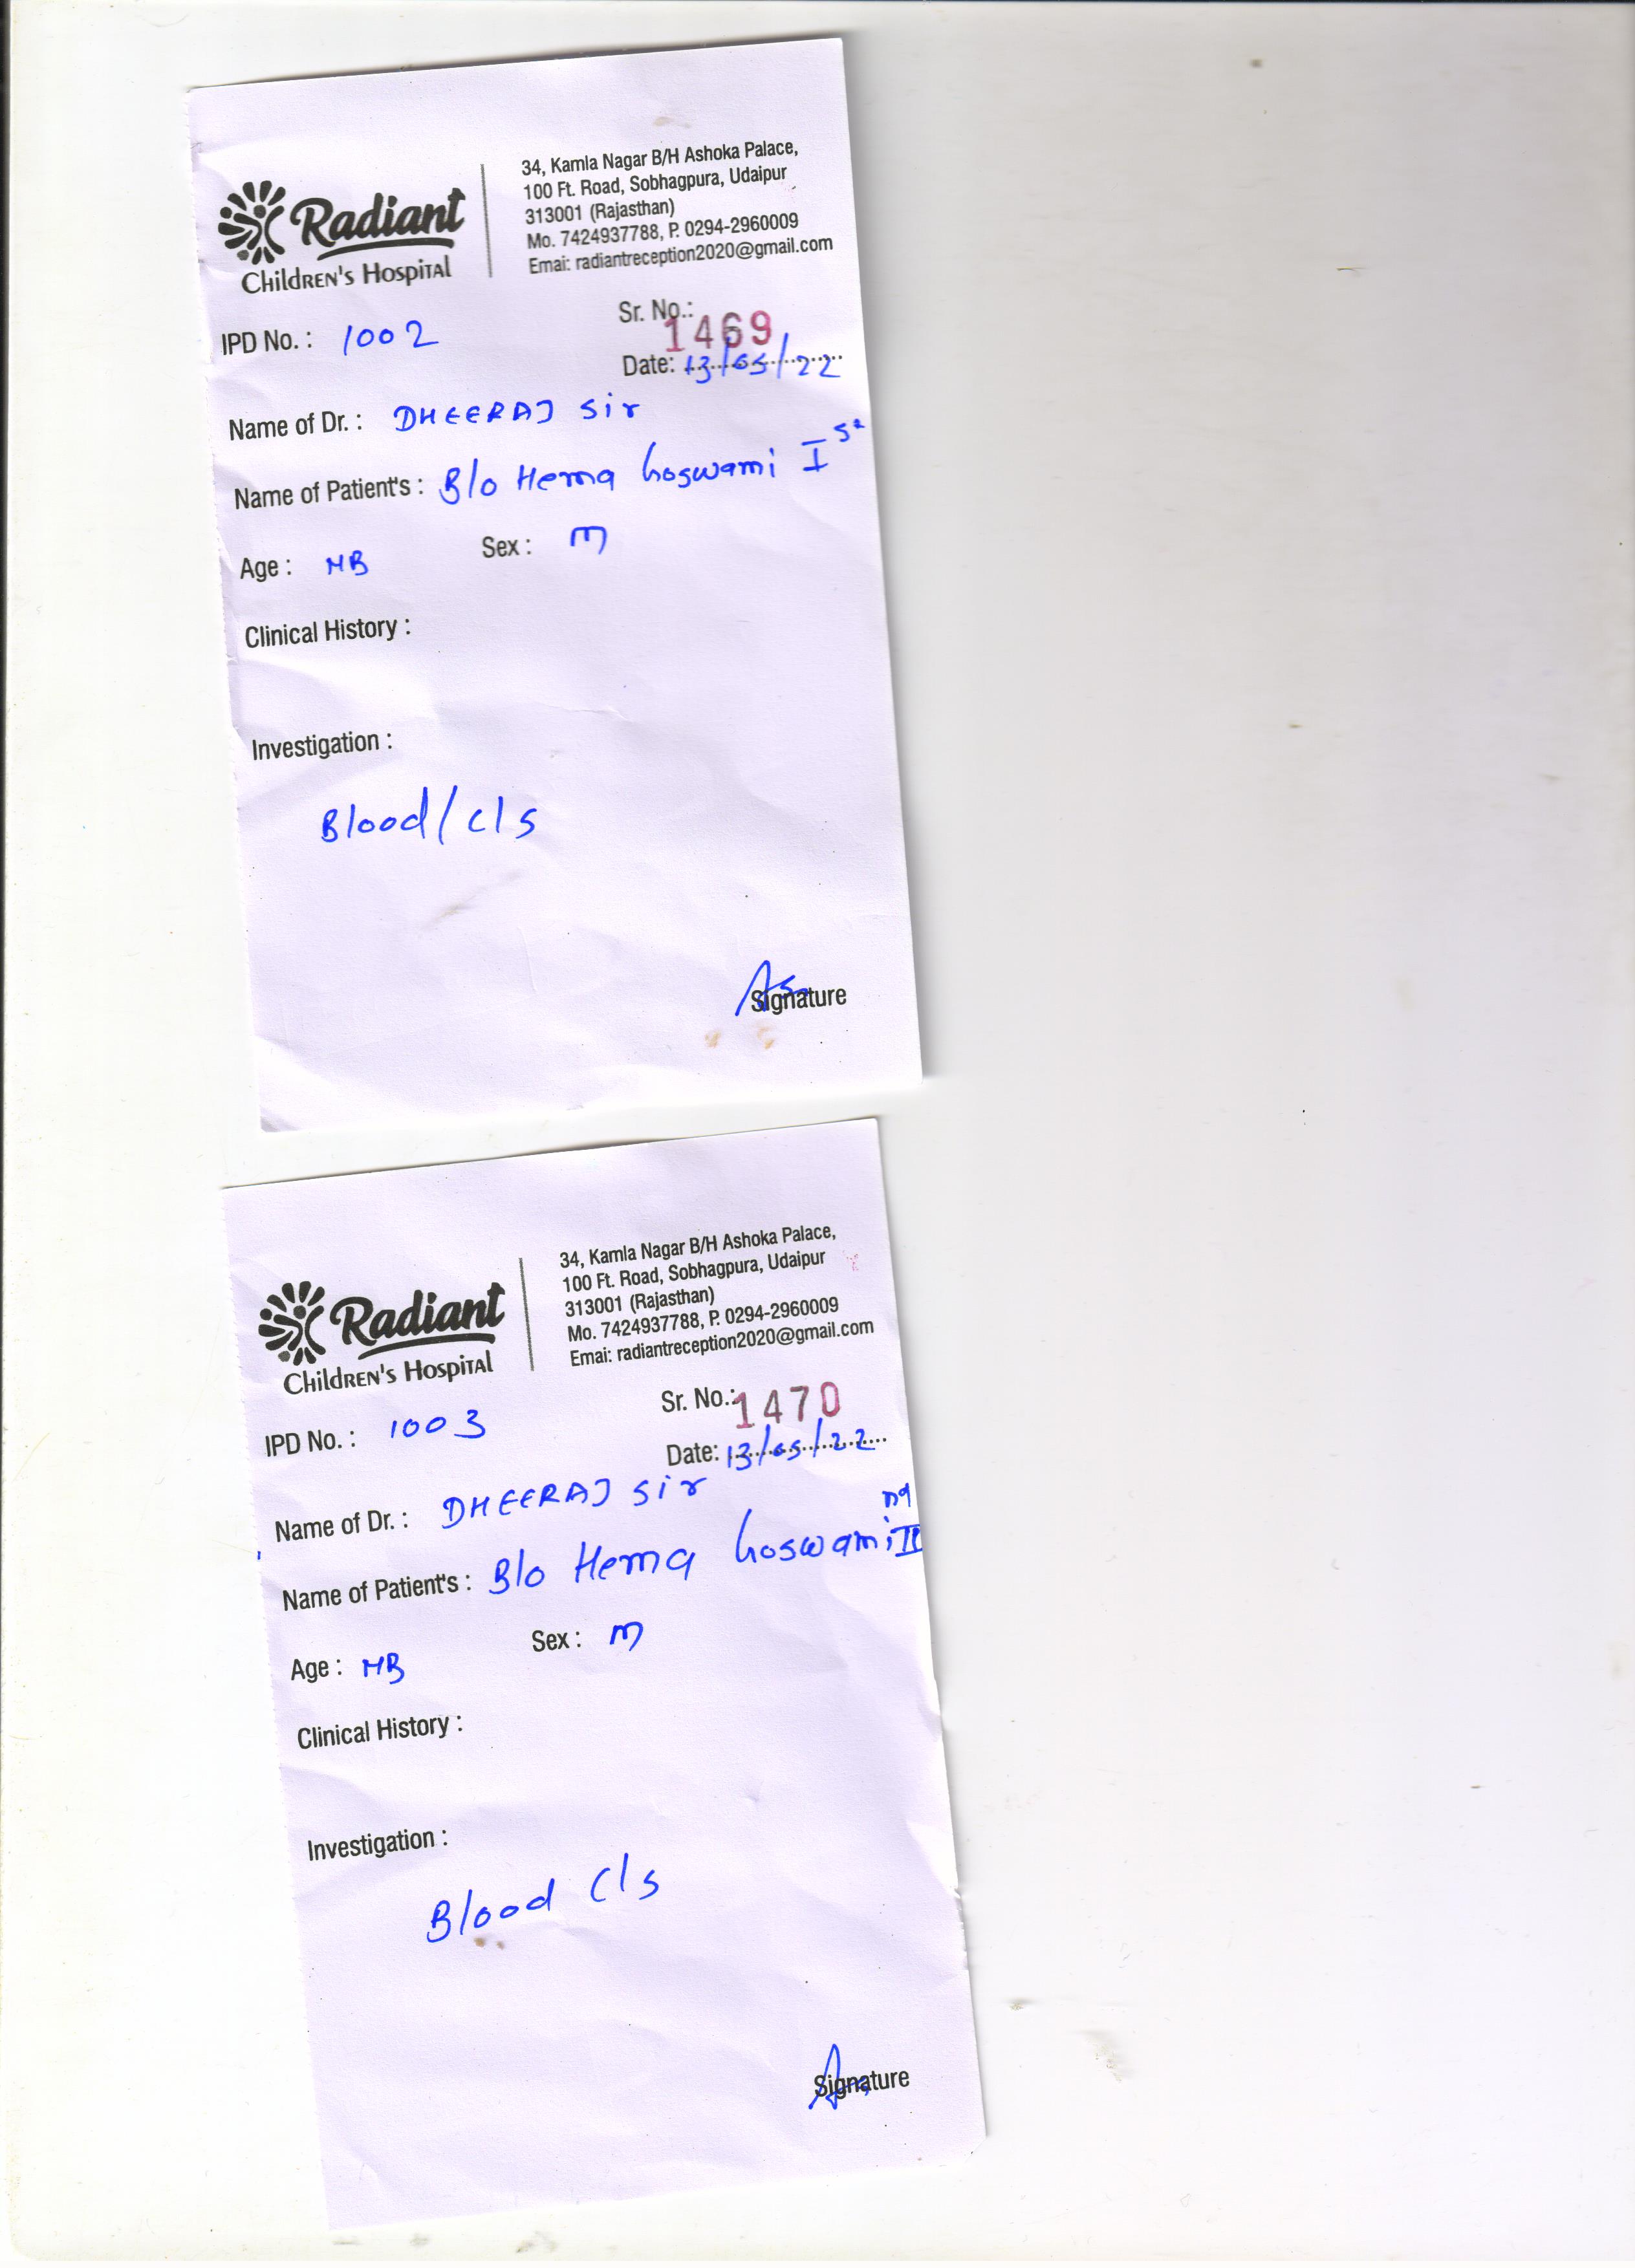 Radiant
Children's Hospital
34, Kamla Nagar B/H Ashoka Palace,
100 Ft. Road, Sobhagpura, Udaipur
313001 (Rajasthan)
Mo. 7424937788, P. 0294-2960009
Emai: radiantreception2020@gmail.com
IPD No. : 1002
Sr. No.: 1469
Date: 13/05/22
Name of Dr. : DHEERAJ Sir
Name of Patient's : B/o Hema Goswami I st
Age : NB Sex : M
Clinical History :
Investigation :
Blood/c/s
Signature
Radiant
Children's Hospital
34, Kamla Nagar B/H Ashoka Palace,
100 Ft. Road, Sobhagpura, Udaipur
313001 (Rajasthan)
Mo. 7424937788, P. 0294-2960009
Emai: radiantreception2020@gmail.com
IPD No. : 1003
Sr. No.: 1470
Date: 13/05/22
Name of Dr. : DHEERAJ Sir
Name of Patient's : B/o Hema Goswami II nd
Age : NB Sex : M
Clinical History :
Investigation :
Blood C/s
Signature